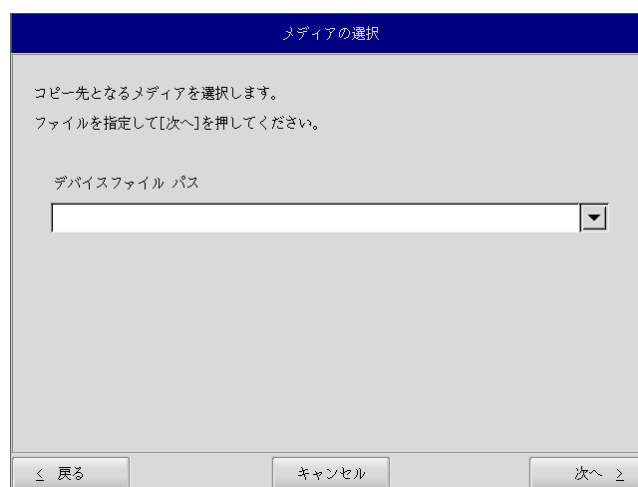 メディアの選択
コピー先となるメディアを選択します。
ファイルを指定して[次へ]を押してください。
デバイスファイル パス
< 戻る
キャンセル
次へ >